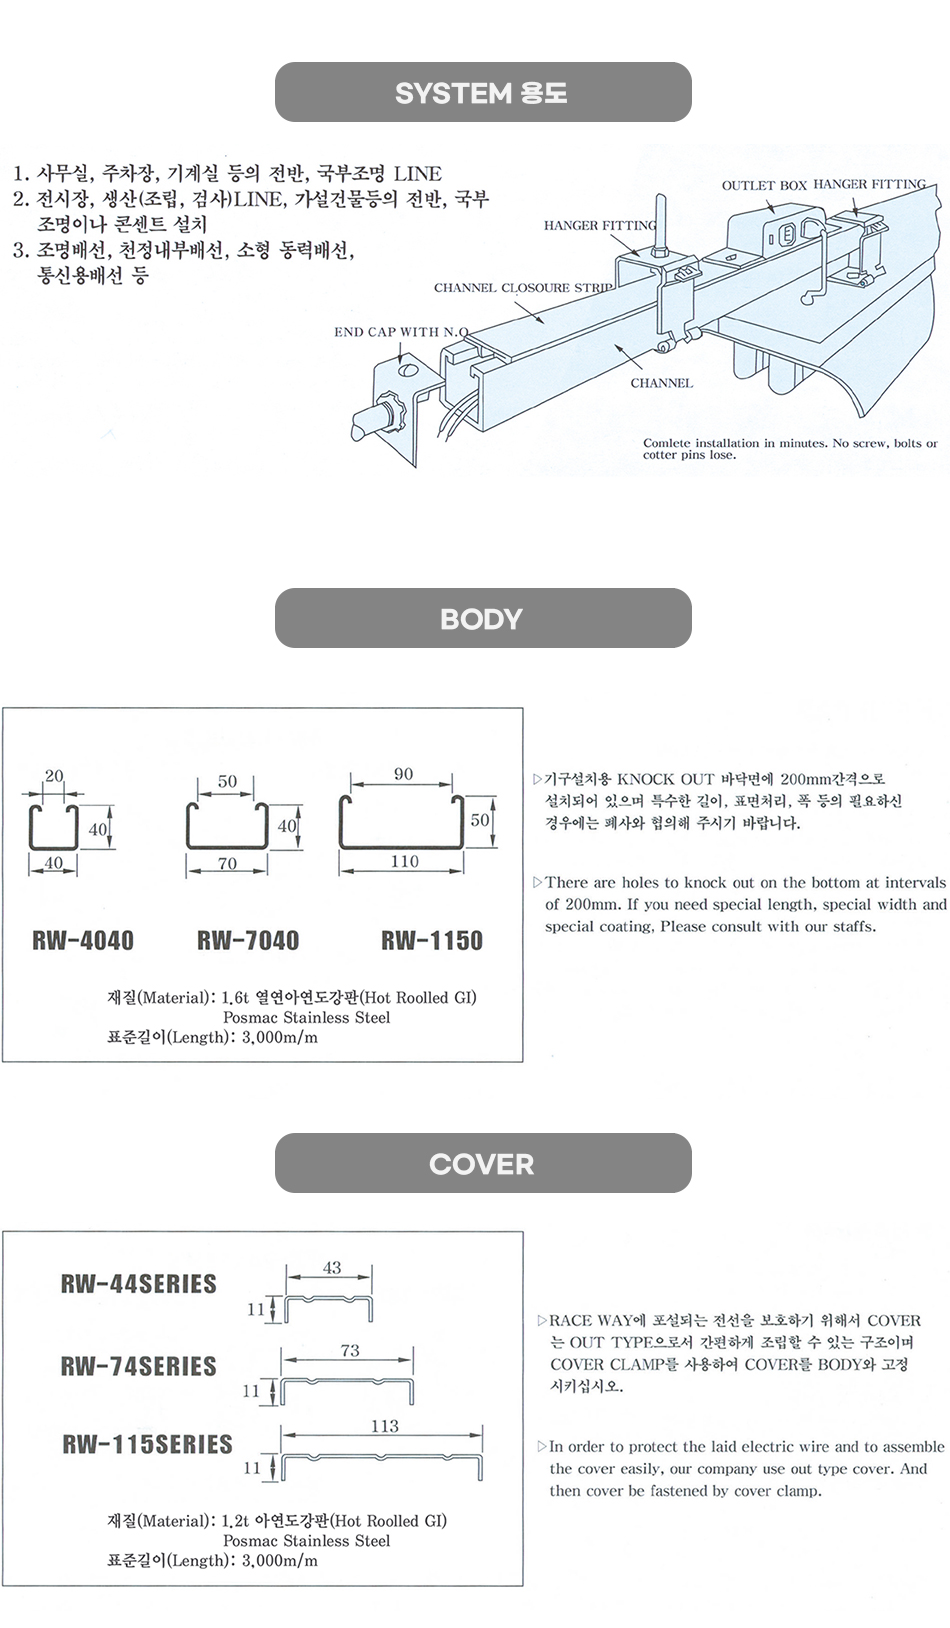 SYSTEM 용도
1. 사무실, 주차장, 기계실 등의 전반, 국부조명 LINE
2. 전시장, 생산(조립, 검사)LINE, 가설건물등의 전반, 국부
조명이나 콘센트 설치
3. 조명배선, 천정내부배선, 소형 동력배선,
통신용배선 등
OUTLET BOX HANGER FITTING
HANGER FITTING
CHANNEL CLOSOURE STRIP
END CAP WITH N.O
CHANNEL
Comlete installation in minutes. No screw, bolts or
cotter pins lose.
BODY
20
40
40
50
40
70
90
50
110
RW-4040
RW-7040
RW-1150
재질(Material): 1.6t 열연아연도강판(Hot Roolled GI)
Posmac Stainless Steel
표준길이(Length): 3,000m/m
▷기구설치용 KNOCK OUT 바닥면에 200mm간격으로
설치되어 있으며 특수한 길이, 표면처리, 폭 등의 필요하신
경우에는 폐사와 협의해 주시기 바랍니다.
▷There are holes to knock out on the bottom at intervals
of 200mm. If you need special length, special width and
special coating, Please consult with our staffs.
COVER
RW-44SERIES
43
11
RW-74SERIES
73
11
RW-115SERIES
113
11
재질(Material): 1.2t 아연도강판(Hot Roolled GI)
Posmac Stainless Steel
표준길이(Length): 3,000m/m
▷RACE WAY에 포설되는 전선을 보호하기 위해서 COVER
는 OUT TYPE으로서 간편하게 조립할 수 있는 구조이며
COVER CLAMP를 사용하여 COVER를 BODY와 고정
시키십시오.
▷In order to protect the laid electric wire and to assemble
the cover easily, our company use out type cover. And
then cover be fastened by cover clamp.